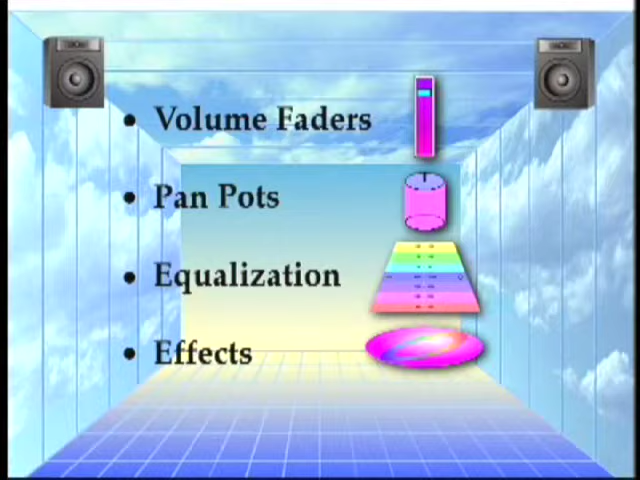 • Volume Faders
• Pan Pots
• Equalization
• Effects